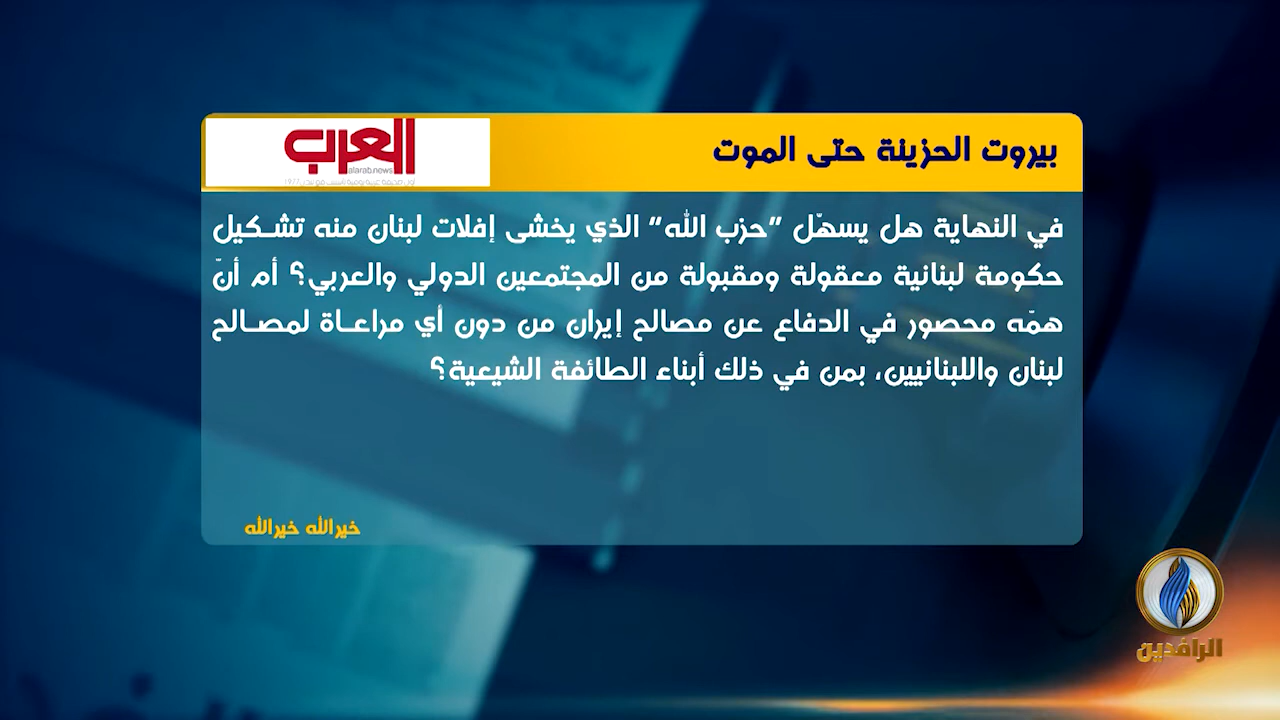 بيروت الحزينة حتى الموت
العرب
alarab.news
في النهاية هل يسهّل "حزب الله" الذي يخشى إفلات لبنان منه تشكيل
حكومة لبنانية معقولة ومقبولة من المجتمعين الدولي والعربي؟ أم أنّ
همّه محصور في الدفاع عن مصالح إيران من دون أي مراعاة لمصالح
لبنان واللبنانيين، بمن في ذلك أبناء الطائفة الشيعية؟
خيرالله خيرالله
الرافدين